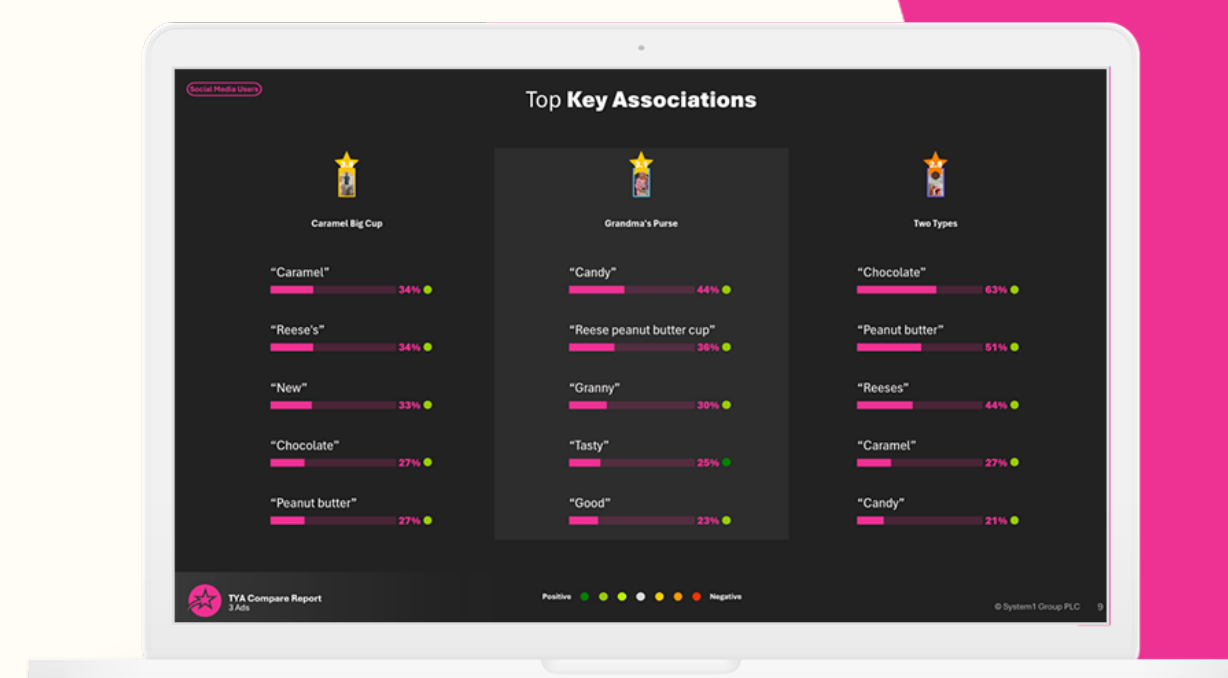 Social Media Users
Top Key Associations
Caramel Big Cup
“Caramel”
34%
“Reese's”
34%
“New”
33%
“Chocolate”
27%
“Peanut butter”
27%
Grandma's Purse
“Candy”
44%
“Reese peanut butter cup”
36%
“Granny”
30%
“Tasty”
25%
“Good”
23%
Two Types
“Chocolate”
63%
“Peanut butter”
51%
“Reeses”
44%
“Caramel”
27%
“Candy”
21%
TYA Compare Report
3 Ads
Positive Negative
© System1 Group PLC 9